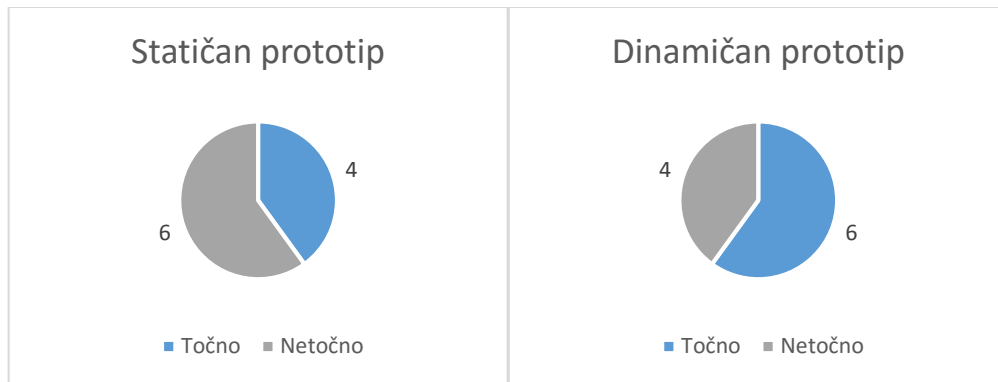 Statičan prototip
4
6
Točno Netočno
Dinamičan prototip
4
6
Točno Netočno